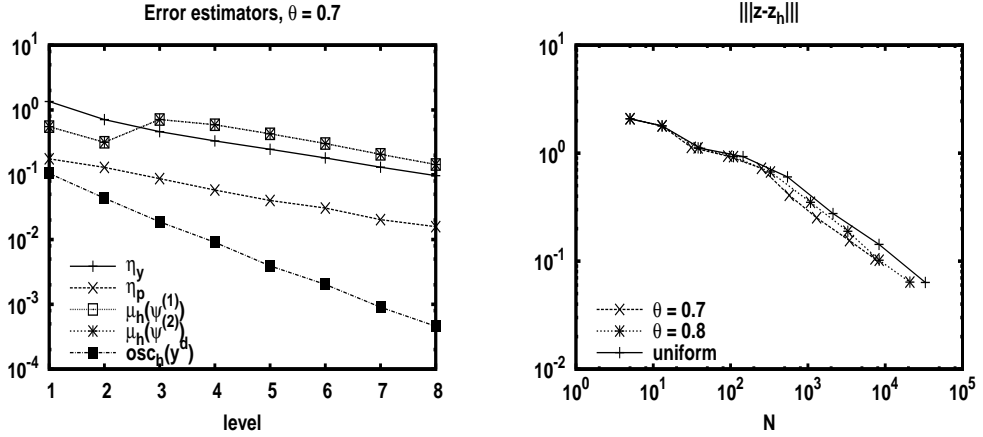 Error estimators, θ = 0.7
10^1
10^0
10^-1
10^-2
10^-3
10^-4
η_y
η_p
μ_h(ψ^(1))
μ_h(ψ^(2))
osc_h(y^d)
1 2 3 4 5 6 7 8
level
|||z-z_h|||
10^1
10^0
10^-1
10^-2
θ = 0.7
θ = 0.8
uniform
10^0 10^1 10^2 10^3 10^4 10^5
N